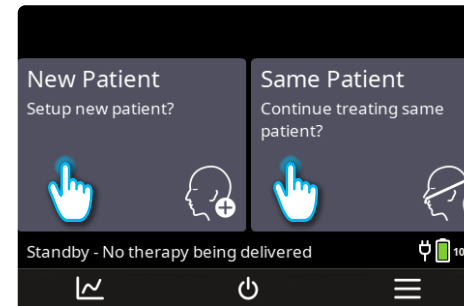 New Patient
Setup new patient?
Same Patient
Continue treating same
patient?
Standby - No therapy being delivered